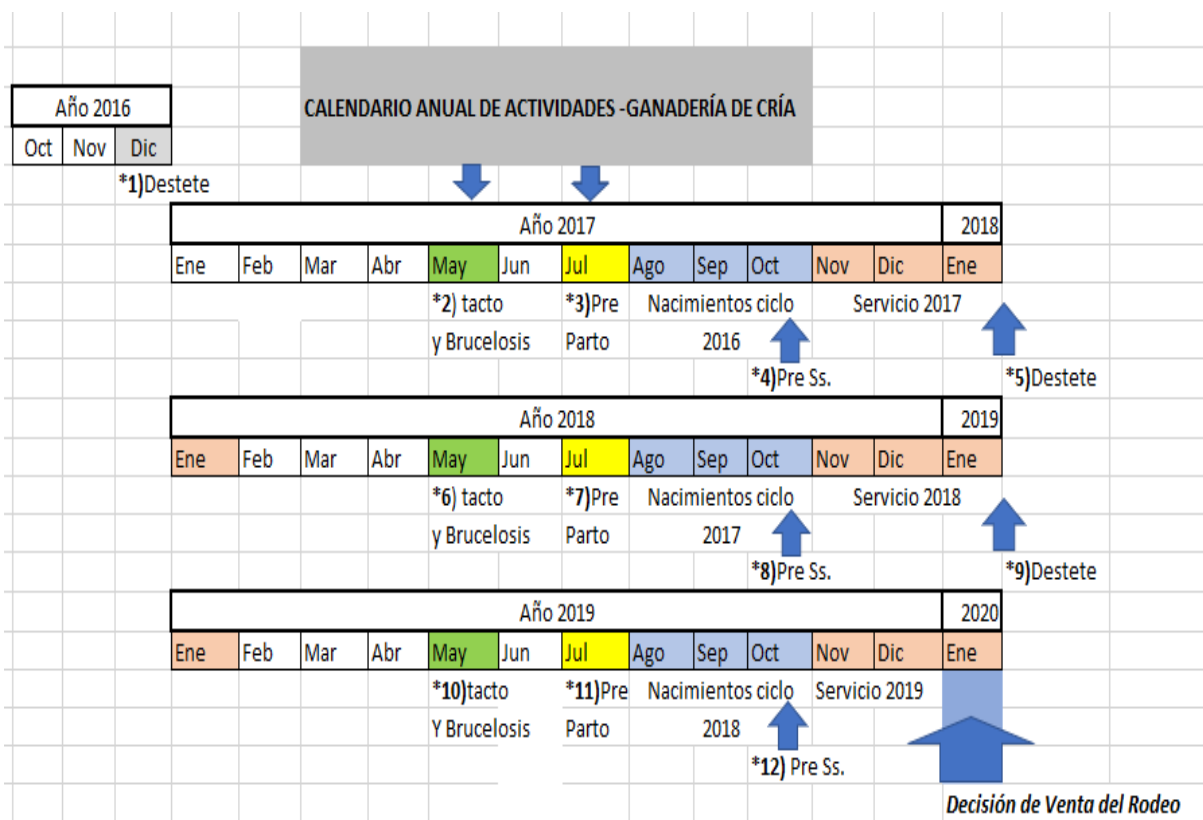 CALENDARIO ANUAL DE ACTIVIDADES -GANADERÍA DE CRÍA
Año 2016
Oct Nov Dic
*1)Destete
Año 2017 2018
Ene Feb Mar Abr May Jun Jul Ago Sep Oct Nov Dic Ene
*2) tacto *3)Pre Nacimientos ciclo Servicio 2017
y Brucelosis Parto 2016
*4)Pre Ss. *5)Destete
Año 2018 2019
Ene Feb Mar Abr May Jun Jul Ago Sep Oct Nov Dic Ene
*6) tacto *7)Pre Nacimientos ciclo Servicio 2018
y Brucelosis Parto 2017
*8)Pre Ss. *9)Destete
Año 2019 2020
Ene Feb Mar Abr May Jun Jul Ago Sep Oct Nov Dic Ene
*10)tacto *11)Pre Nacimientos ciclo Servicio 2019
Y Brucelosis Parto 2018
*12) Pre Ss.
Decisión de Venta del Rodeo